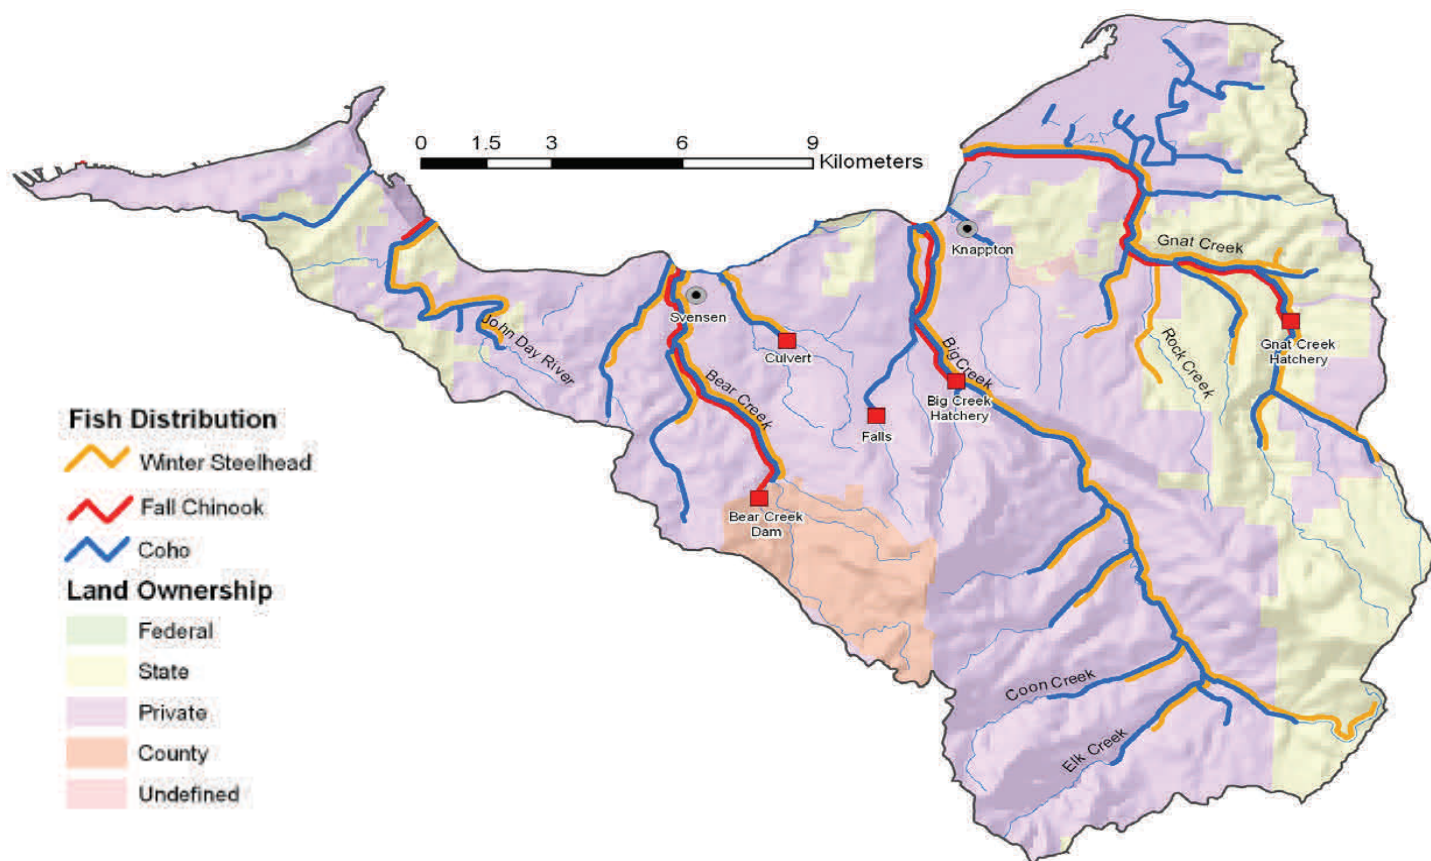 0 1.5 3 6 9
Kilometers
Knappton
Gnat Creek
Svensen
John Day River
Culvert
Big Creek
Rock Creek
Gnat Creek
Hatchery
Bear Creek
Big Creek
Hatchery
Falls
Bear Creek
Dam
Coon Creek
Elk Creek
Fish Distribution
Winter Steelhead
Fall Chinook
Coho
Land Ownership
Federal
State
Private
County
Undefined